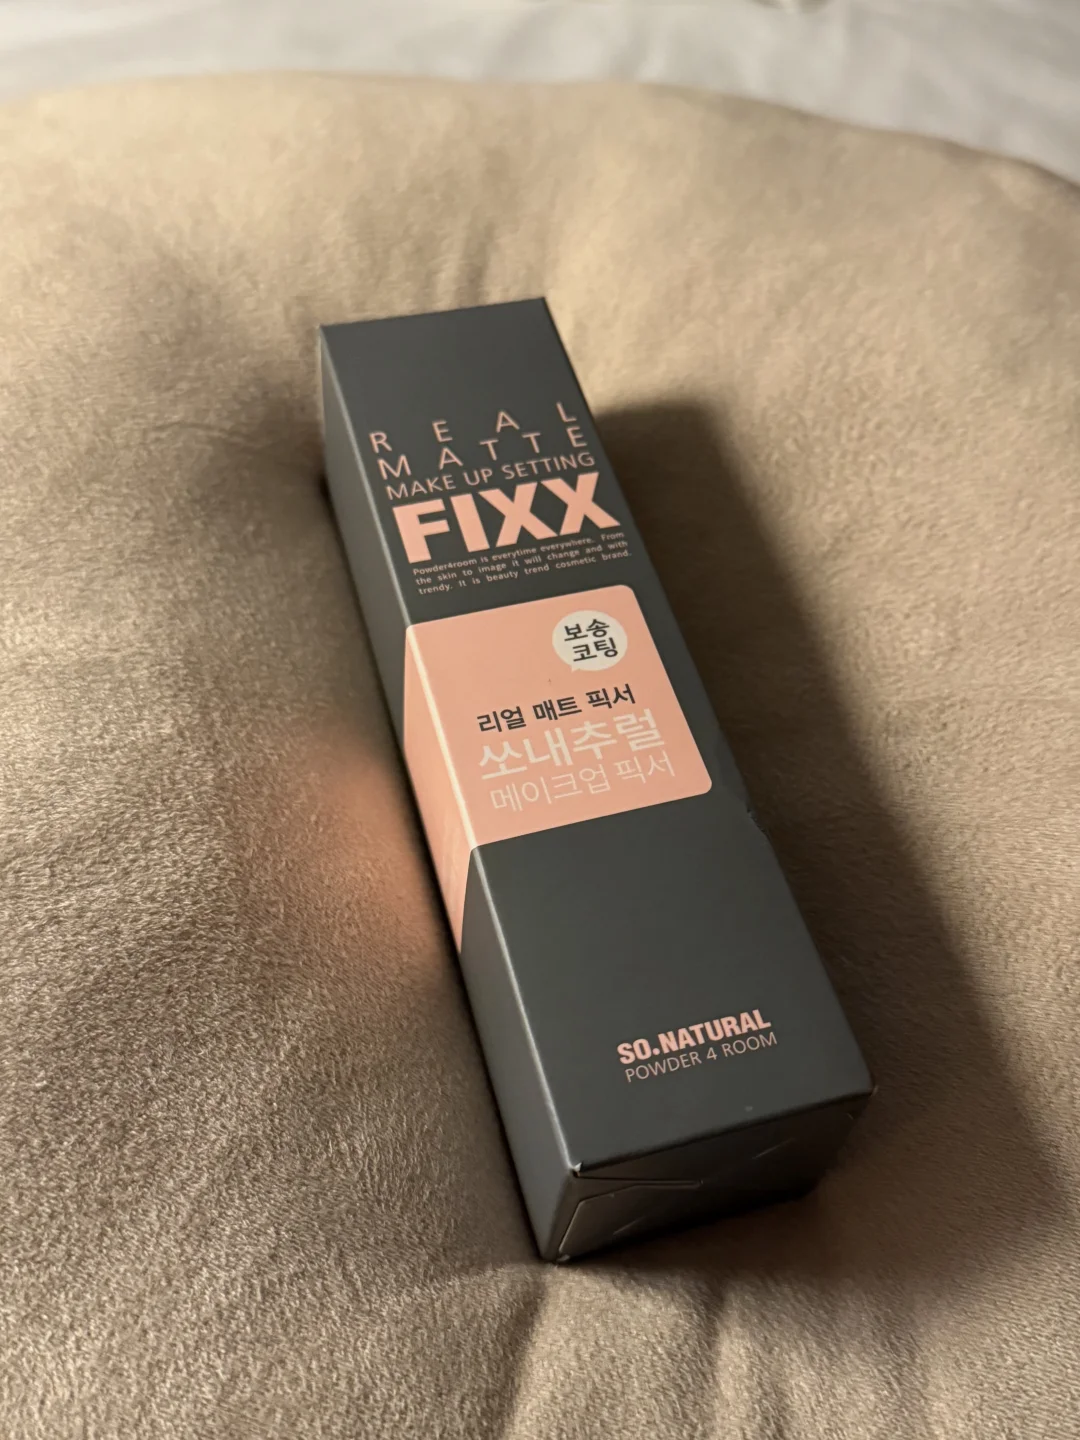 REAL
MATTE
MAKE UP SETTING
FIXX
Powder4room is everytime everywhere. From
the skin to image it will change and with
trendy. It is beauty trend cosmetic brand.
보송
코팅
리얼 매트 픽서
쏘내추럴
메이크업 픽서
SO.NATURAL
POWDER 4 ROOM